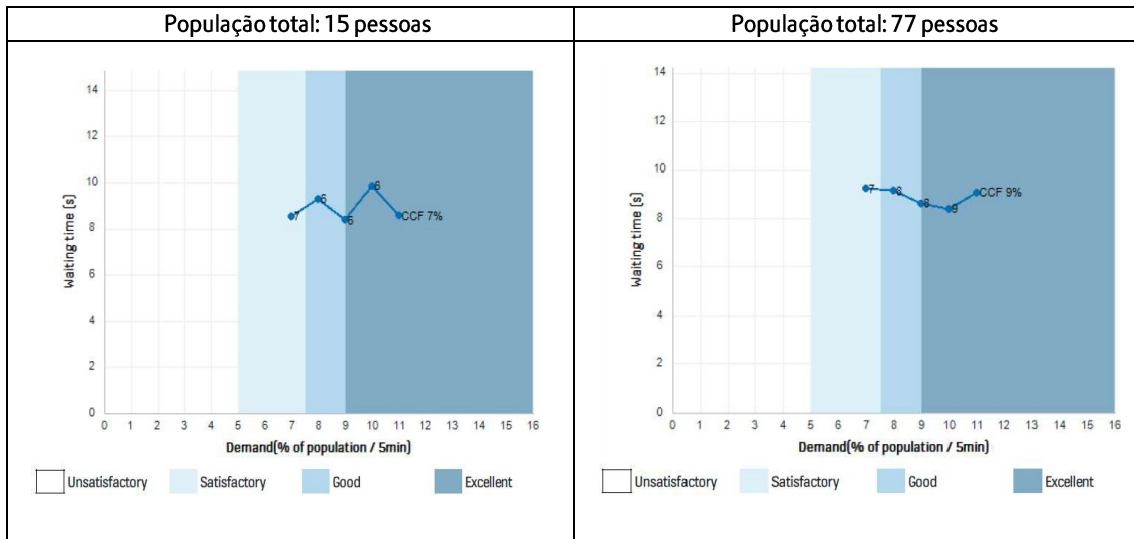 População total: 15 pessoas
População total: 77 pessoas
14
12
10
8
6
4
2
0
Waiting time (s)
7
6
6
6
CCF 7%
0 1 2 3 4 5 6 7 8 9 10 11 12 13 14 15 16
Demand(% of population / 5min)
Unsatisfactory Satisfactory Good Excellent
14
12
10
8
6
4
2
0
Waiting time (s)
7
8
8
9
CCF 9%
0 1 2 3 4 5 6 7 8 9 10 11 12 13 14 15 16
Demand(% of population / 5min)
Unsatisfactory Satisfactory Good Excellent